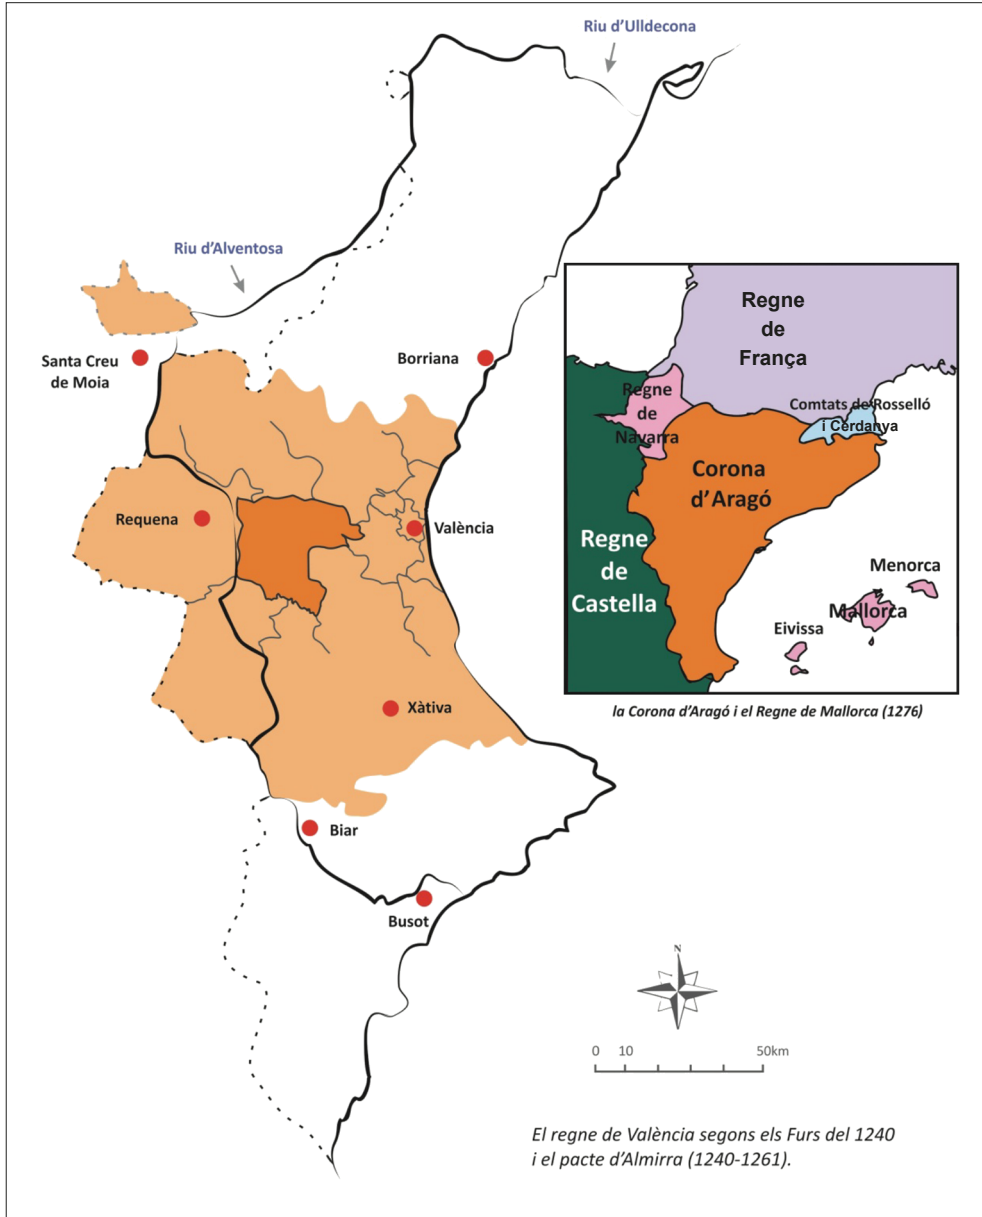 Riu d'Ulldecona
Riu d'Alventosa
Santa Creu
de Moia
Borriana
Requena
València
Xàtiva
Biar
Busot
Regne
de
França
Regne
de
Navarra
Comtats de Rosselló
i Cerdanya
Corona
d'Aragó
Regne
de
Castella
Menorca
Mallorca
Eivissa
la Corona d'Aragó i el Regne de Mallorca (1276)
N
0 10 50km
El regne de València segons els Furs del 1240
i el pacte d'Almirra (1240-1261).